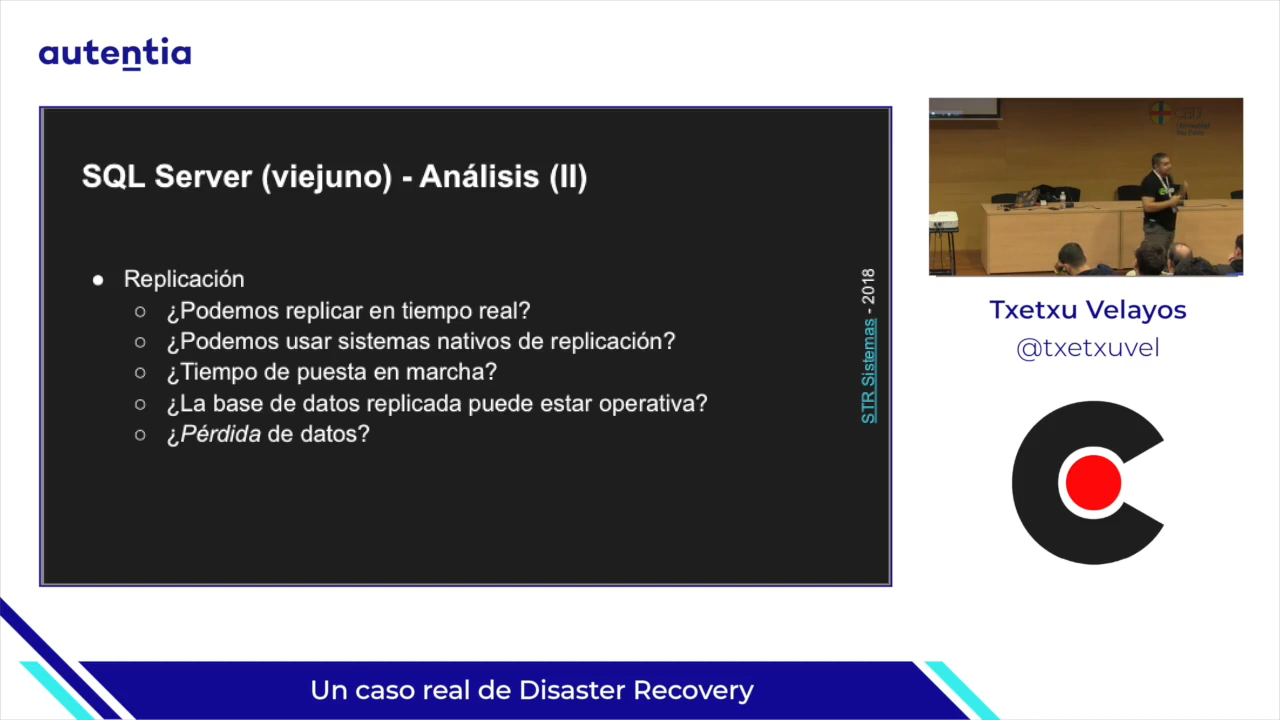 autentia
SQL Server (viejuno) - Análisis (II)
● Replicación
○ ¿Podemos replicar en tiempo real?
○ ¿Podemos usar sistemas nativos de replicación?
○ ¿Tiempo de puesta en marcha?
○ ¿La base de datos replicada puede estar operativa?
○ ¿Pérdida de datos?
STR Sistemas - 2018
CEU
Txetxu Velayos
@txetxuvel
Un caso real de Disaster Recovery